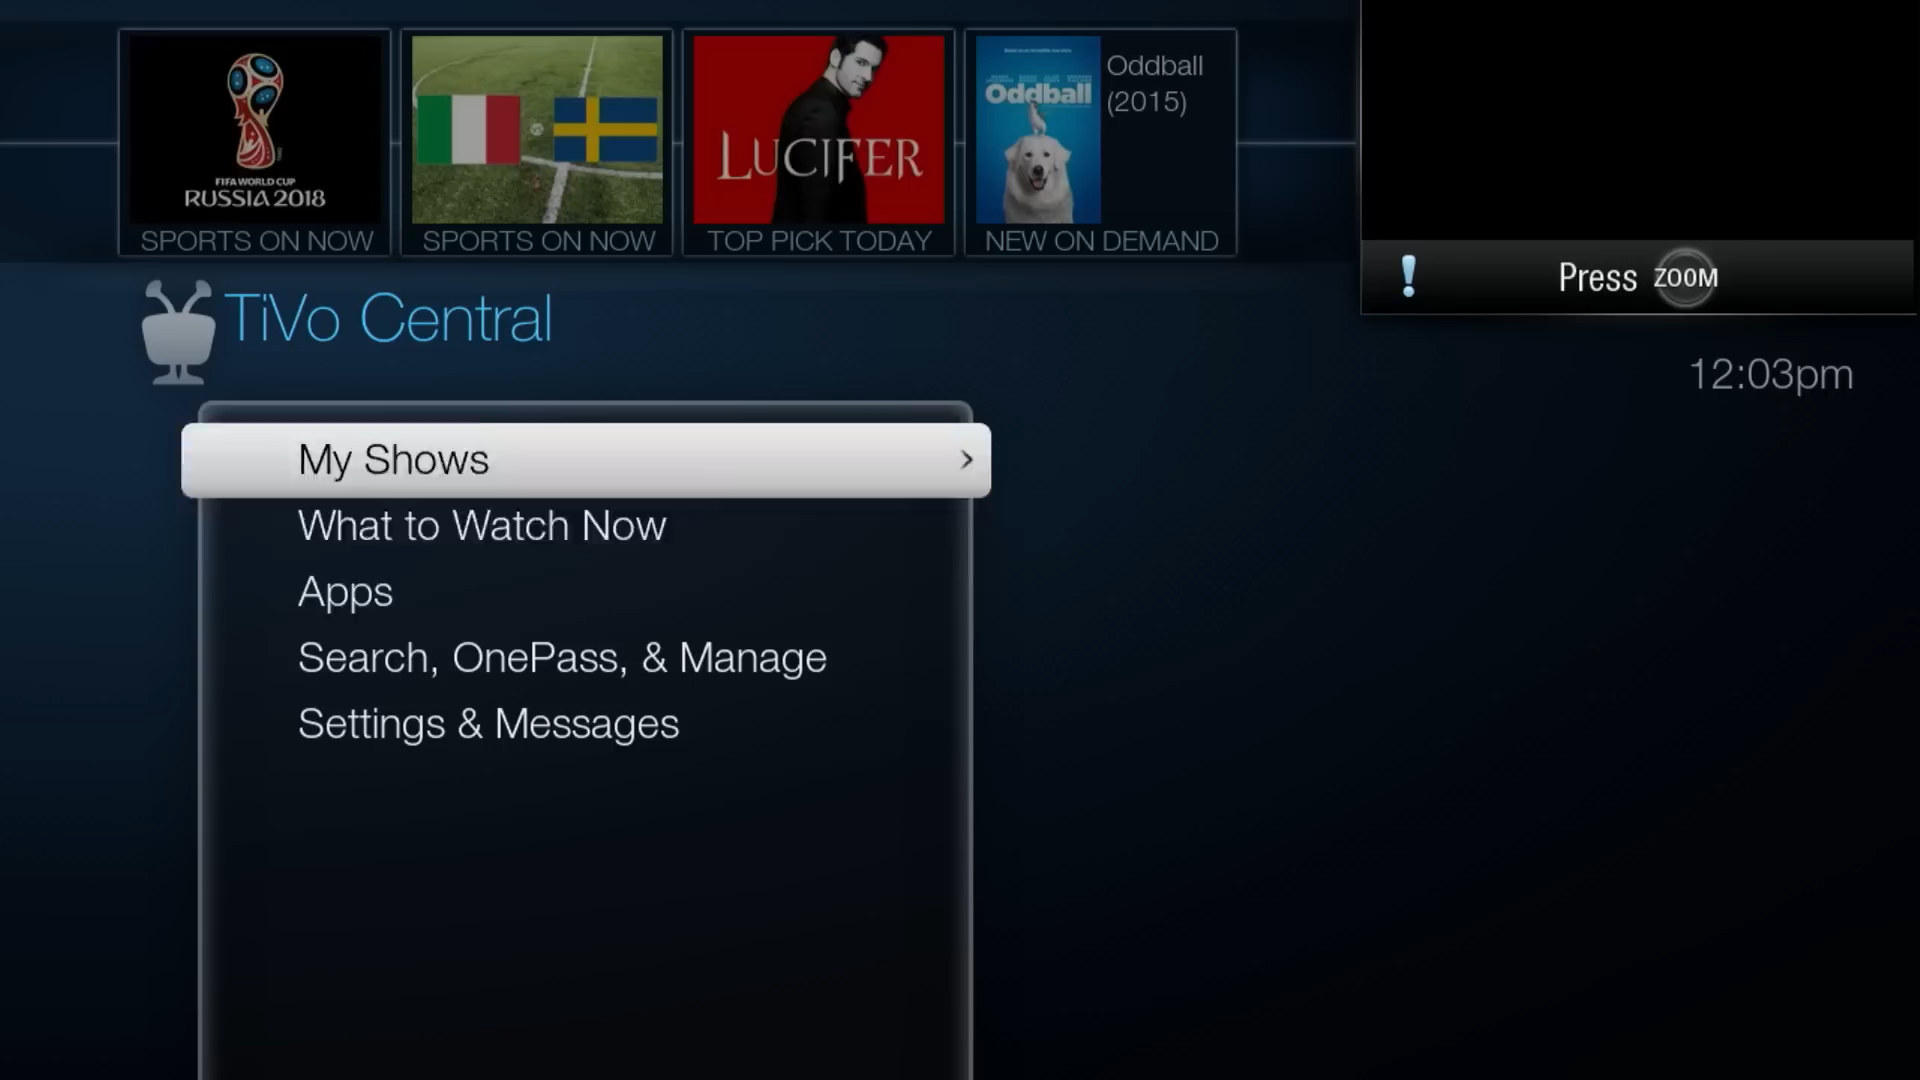 FIFA WORLD CUP
RUSSIA 2018
SPORTS ON NOW
SPORTS ON NOW
LUCIFER
TOP PICK TODAY
Oddball
Oddball
(2015)
NEW ON DEMAND
Press ZOOM
TiVo Central
12:03pm
My Shows
What to Watch Now
Apps
Search, OnePass, & Manage
Settings & Messages